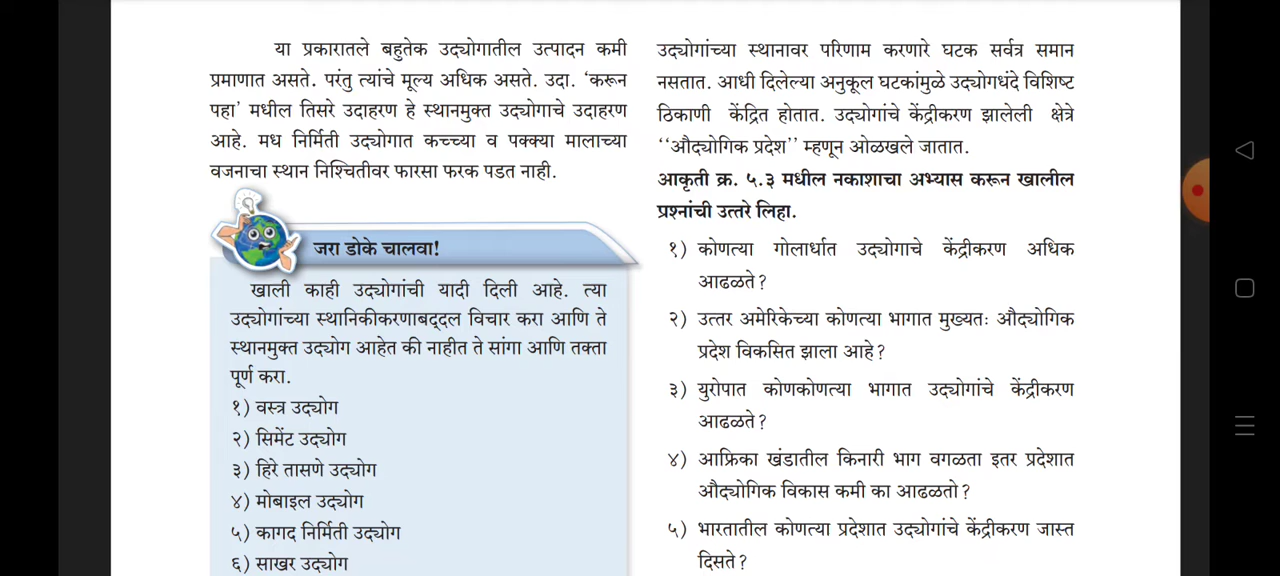 या प्रकारातले बहुतेक उद्योगातील उत्पादन कमी
प्रमाणात असते. परंतु त्यांचे मूल्य अधिक असते. उदा. ‘करून
पहा’ मधील तिसरे उदाहरण हे स्थानमुक्त उद्योगाचे उदाहरण
आहे. मध निर्मिती उद्योगात कच्च्या व पक्क्या मालाच्या
वजनाचा स्थान निश्चितीवर फारसा फरक पडत नाही.
जरा डोके चालवा!
खाली काही उद्योगांची यादी दिली आहे. त्या
उद्योगांच्या स्थानिकीकरणाबद्दल विचार करा आणि ते
स्थानमुक्त उद्योग आहेत की नाहीत ते सांगा आणि तक्ता
पूर्ण करा.
१) वस्त्र उद्योग
२) सिमेंट उद्योग
३) हिरे तासणे उद्योग
४) मोबाइल उद्योग
५) कागद निर्मिती उद्योग
६) साखर उद्योग
उद्योगांच्या स्थानावर परिणाम करणारे घटक सर्वत्र समान
नसतात. आधी दिलेल्या अनुकूल घटकांमुळे उद्योगधंदे विशिष्ट
ठिकाणी केंद्रित होतात. उद्योगांचे केंद्रीकरण झालेली क्षेत्रे
‘‘औद्योगिक प्रदेश’’ म्हणून ओळखले जातात.
आकृती क्र. ५.३ मधील नकाशाचा अभ्यास करून खालील
प्रश्नांची उत्तरे लिहा.
१) कोणत्या गोलार्धात उद्योगाचे केंद्रीकरण अधिक
आढळते?
२) उत्तर अमेरिकेच्या कोणत्या भागात मुख्यतः औद्योगिक
प्रदेश विकसित झाला आहे?
३) युरोपात कोणकोणत्या भागात उद्योगांचे केंद्रीकरण
आढळते?
४) आफ्रिका खंडातील किनारी भाग वगळता इतर प्रदेशात
औद्योगिक विकास कमी का आढळतो?
५) भारतातील कोणत्या प्रदेशात उद्योगांचे केंद्रीकरण जास्त
दिसते?